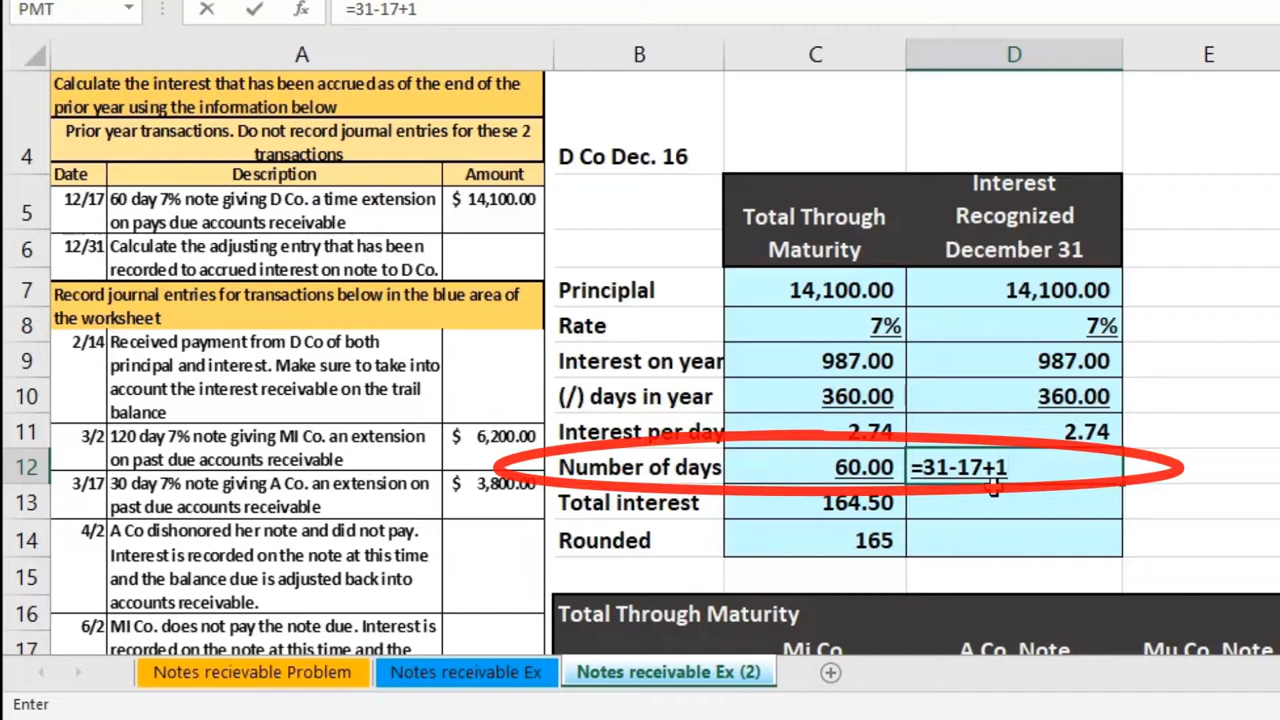 PMT
=31-17+1
A B C D E
Calculate the interest that has been accrued as of the end of the
prior year using the information below
Prior year transactions. Do not record journal entries for these 2
transactions
4 D Co Dec. 16
Date Description Amount
12/17 60 day 7% note giving D Co. a time extension $ 14,100.00
on pays due accounts receivable
12/31 Calculate the adjusting entry that has been
recorded to accrued interest on note to D Co.
Record journal entries for transactions below in the blue area of
the worksheet
2/14 Received payment from D Co of both
principal and interest. Make sure to take into
account the interest receivable on the trail
balance
3/2 120 day 7% note giving MI Co. an extension $ 6,200.00
on past due accounts receivable
3/17 30 day 7% note giving A Co. an extension on $ 3,800.00
past due accounts receivable
4/2 A Co dishonored her note and did not pay.
Interest is recorded on the note at this time
and the balance due is adjusted back into
accounts receivable.
6/2 MI Co. does not pay the note due. Interest is
recorded on the note at this time and the
Total Through
Maturity
Interest
Recognized
December 31
5
6
7 Principlal 14,100.00 14,100.00
8 Rate 7% 7%
9 Interest on year 987.00 987.00
10 (/) days in year 360.00 360.00
11 Interest per day 2.74 2.74
12 Number of days 60.00 =31-17+1
13 Total interest 164.50
14 Rounded 165
15
16 Total Through Maturity
17 Mi Co. A Co. Note Mu Co. Note
Notes recievable Problem Notes receivable Ex Notes receivable Ex (2)
Enter